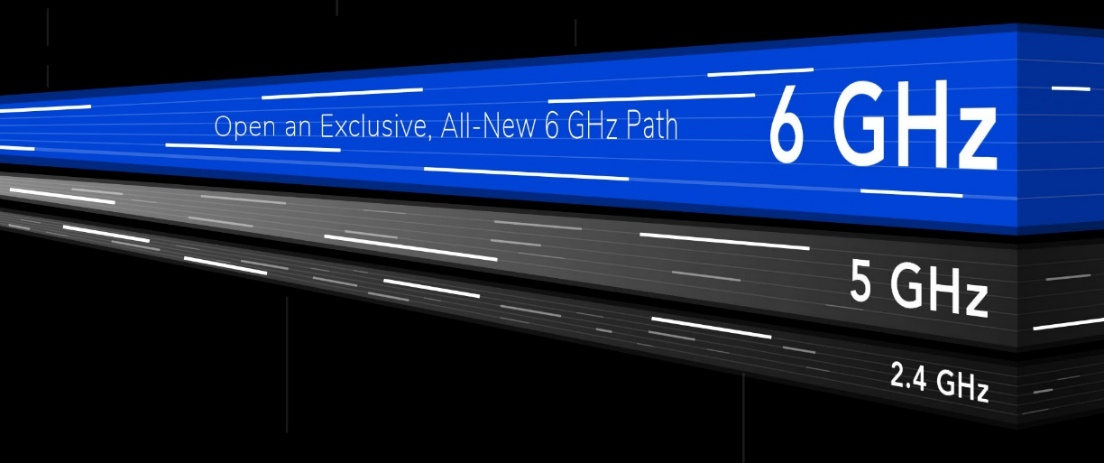 Open an Exclusive, All-New 6 GHz Path
6 GHz
5 GHz
2.4 GHz